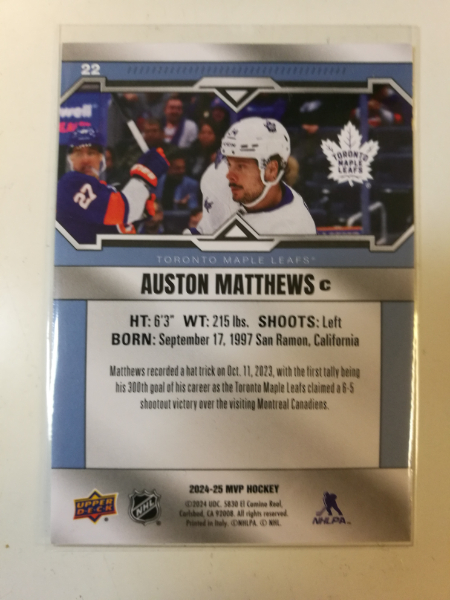 22
well
27
TORONTO
MAPLE
LEAFS
TORONTO MAPLE LEAFS®
AUSTON MATTHEWS C
HT: 6'3" WT: 215 lbs. SHOOTS: Left
BORN: September 17, 1997 San Ramon, California
Matthews recorded a hat trick on Oct. 11, 2023, with the first tally being
his 300th goal of his career as the Toronto Maple Leafs claimed a 6-5
shootout victory over the visiting Montreal Canadiens.
2024-25 MVP HOCKEY
©2024 UDC. 5830 El Camino Real,
Carlsbad, CA 92008. All rights reserved.
Printed in Italy. ©NHLPA. © NHL.
UPPER
DECK
NHL
NHLPA